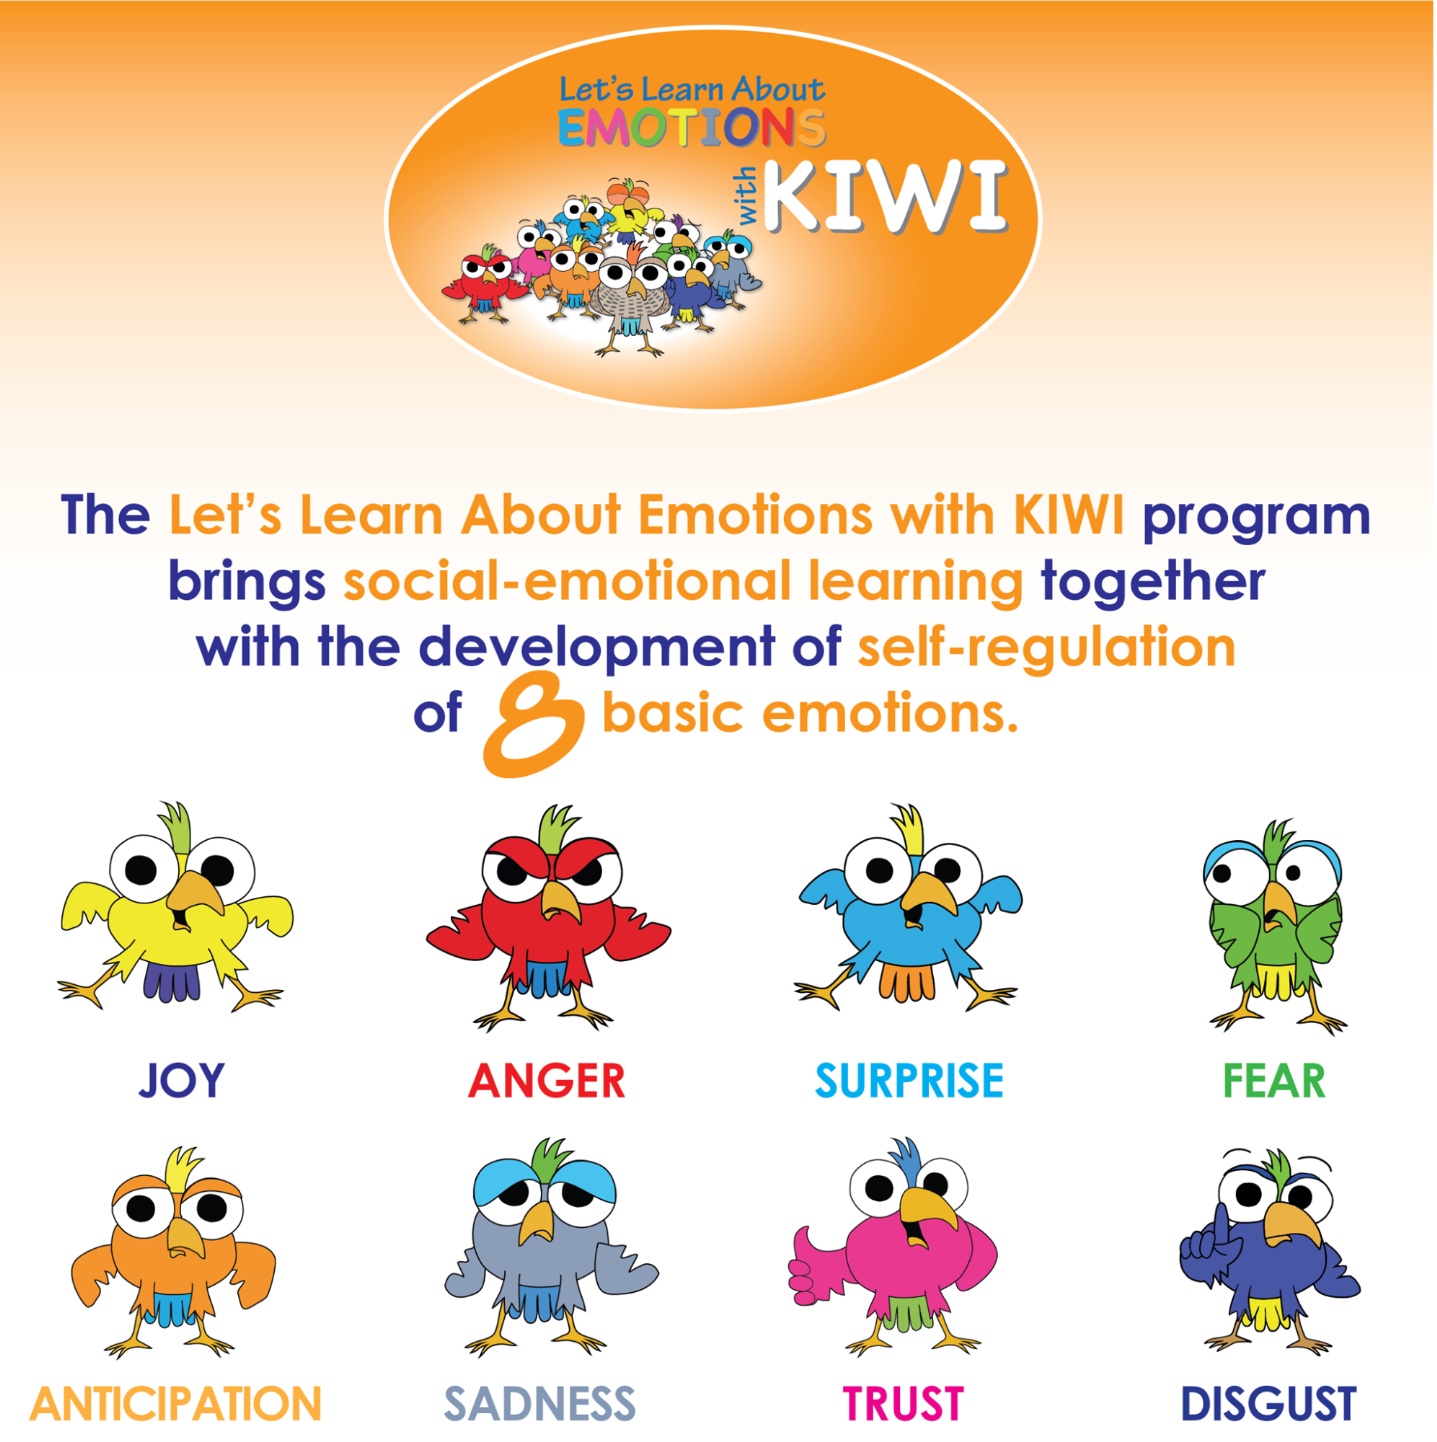 Let's Learn About
EMOTIONS
with KIWI
The Let's Learn About Emotions with KIWI program
brings social-emotional learning together
with the development of self-regulation
of 8 basic emotions.
JOY ANGER SURPRISE FEAR
ANTICIPATION SADNESS TRUST DISGUST